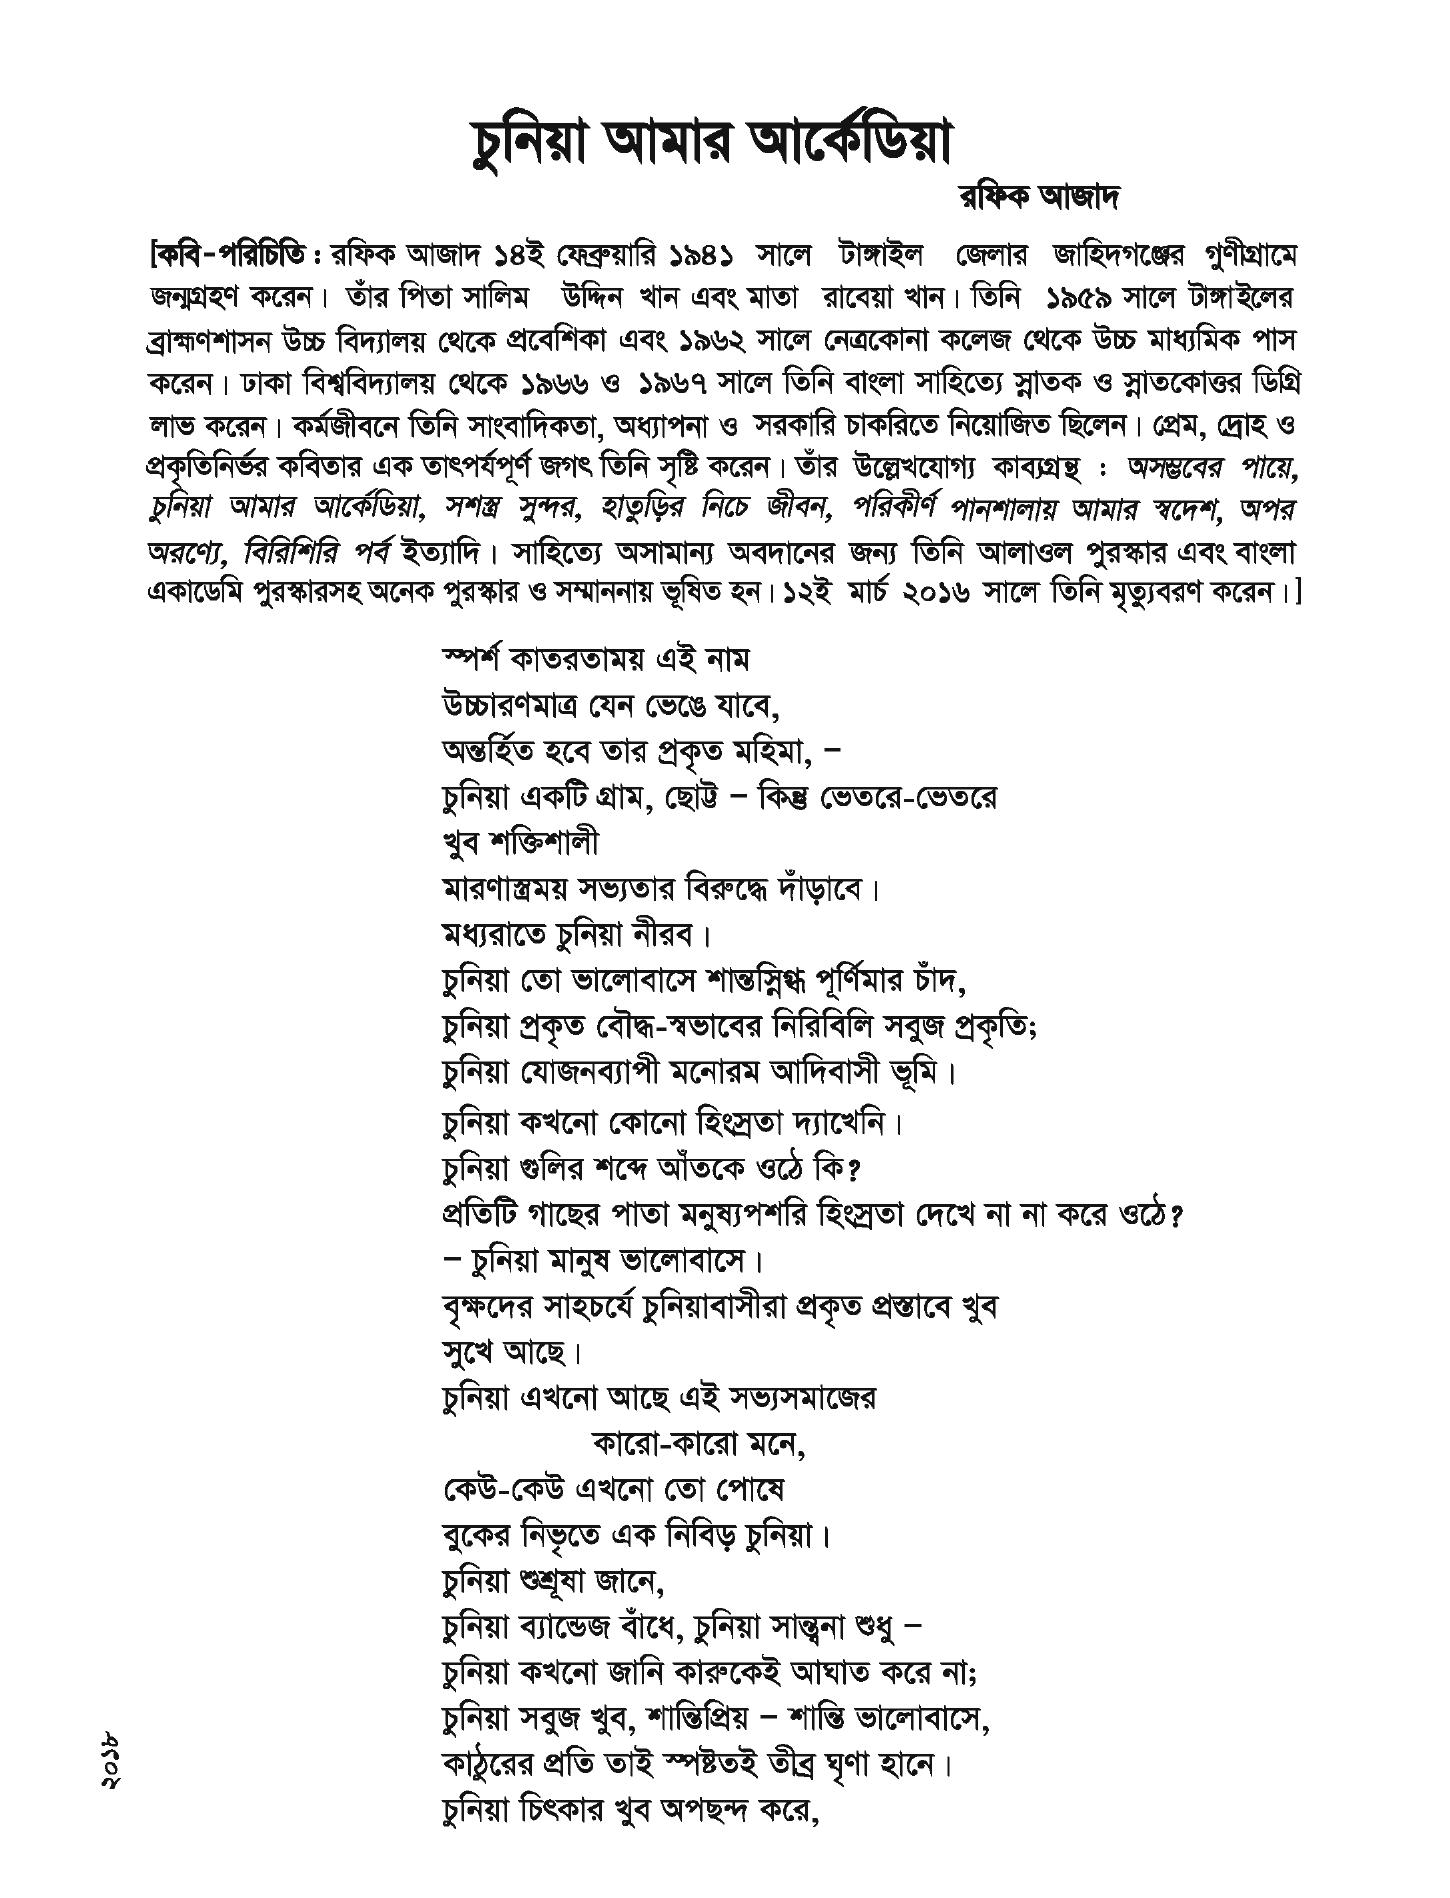 চুনিয়া আমার আর্কেডিয়া
রফিক আজাদ
[কবি-পরিচিতি : রফিক আজাদ ১৪ই ফেব্রুয়ারি ১৯৪১ সালে টাঙ্গাইল জেলার জাহিদগঞ্জের গুণীগ্রামে
জন্মগ্রহণ করেন। তাঁর পিতা সালিম উদ্দিন খান এবং মাতা রাবেয়া খান। তিনি ১৯৫৯ সালে টাঙ্গাইলের
ব্রাহ্মণশাসন উচ্চ বিদ্যালয় থেকে প্রবেশিকা এবং ১৯৬২ সালে নেত্রকোনা কলেজ থেকে উচ্চ মাধ্যমিক পাস
করেন। ঢাকা বিশ্ববিদ্যালয় থেকে ১৯৬৬ ও ১৯৬৭ সালে তিনি বাংলা সাহিত্যে স্নাতক ও স্নাতকোত্তর ডিগ্রি
লাভ করেন। কর্মজীবনে তিনি সাংবাদিকতা, অধ্যাপনা ও সরকারি চাকরিতে নিয়োজিত ছিলেন। প্রেম, দ্রোহ ও
প্রকৃতিনির্ভর কবিতার এক তাৎপর্যপূর্ণ জগৎ তিনি সৃষ্টি করেন। তাঁর উল্লেখযোগ্য কাব্যগ্রন্থ : অসম্ভবের পায়ে,
চুনিয়া আমার আর্কেডিয়া, সশস্ত্র সুন্দর, হাতুড়ির নিচে জীবন, পরিকীর্ণ পানশালায় আমার স্বদেশ, অপর
অরণ্যে, বিরিশিরি পর্ব ইত্যাদি। সাহিত্যে অসামান্য অবদানের জন্য তিনি আলাওল পুরস্কার এবং বাংলা
একাডেমি পুরস্কারসহ অনেক পুরস্কার ও সম্মাননায় ভূষিত হন। ১২ই মার্চ ২০১৬ সালে তিনি মৃত্যুবরণ করেন।]
স্পর্শ কাতরতাময় এই নাম
উচ্চারণমাত্র যেন ভেঙে যাবে,
অন্তর্হিত হবে তার প্রকৃত মহিমা, –
চুনিয়া একটি গ্রাম, ছোট্ট – কিন্তু ভেতরে-ভেতরে
খুব শক্তিশালী
মারণাস্ত্রময় সভ্যতার বিরুদ্ধে দাঁড়াবে।
মধ্যরাতে চুনিয়া নীরব।
চুনিয়া তো ভালোবাসে শান্তস্নিগ্ধ পূর্ণিমার চাঁদ,
চুনিয়া প্রকৃত বৌদ্ধ-স্বভাবের নিরিবিলি সবুজ প্রকৃতি;
চুনিয়া যোজনব্যাপী মনোরম আদিবাসী ভূমি।
চুনিয়া কখনো কোনো হিংস্রতা দ্যাখেনি।
চুনিয়া গুলির শব্দে আঁতকে ওঠে কি?
প্রতিটি গাছের পাতা মনুষ্যপশরি হিংস্রতা দেখে না না করে ওঠে?
– চুনিয়া মানুষ ভালোবাসে।
বৃক্ষদের সাহচর্যে চুনিয়াবাসীরা প্রকৃত প্রস্তাবে খুব
সুখে আছে।
চুনিয়া এখনো আছে এই সভ্যসমাজের
কারো-কারো মনে,
কেউ-কেউ এখনো তো পোষে
বুকের নিভৃতে এক নিবিড় চুনিয়া।
চুনিয়া শুশ্রূষা জানে,
চুনিয়া ব্যান্ডেজ বাঁধে, চুনিয়া সান্ত্বনা শুধু –
চুনিয়া কখনো জানি কারুকেই আঘাত করে না;
চুনিয়া সবুজ খুব, শান্তিপ্রিয় – শান্তি ভালোবাসে,
কাঠুরের প্রতি তাই স্পষ্টতই তীব্র ঘৃণা হানে।
চুনিয়া চিৎকার খুব অপছন্দ করে,
২০১৮